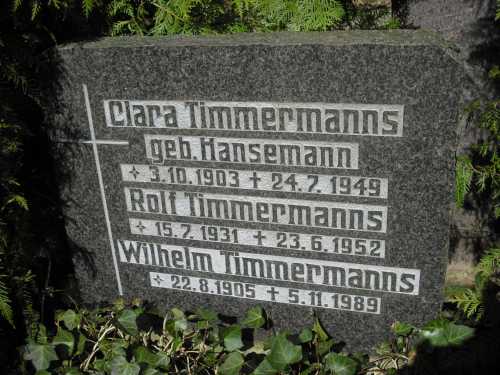 Clara Timmermanns
geb. Hansemann
✧ 3.10.1903 ✝ 24.7.1949
Rolf Timmermanns
✧ 15.7.1931 ✝ 23.6.1952
Wilhelm Timmermanns
✧ 22.8.1905 ✝ 5.11.1989